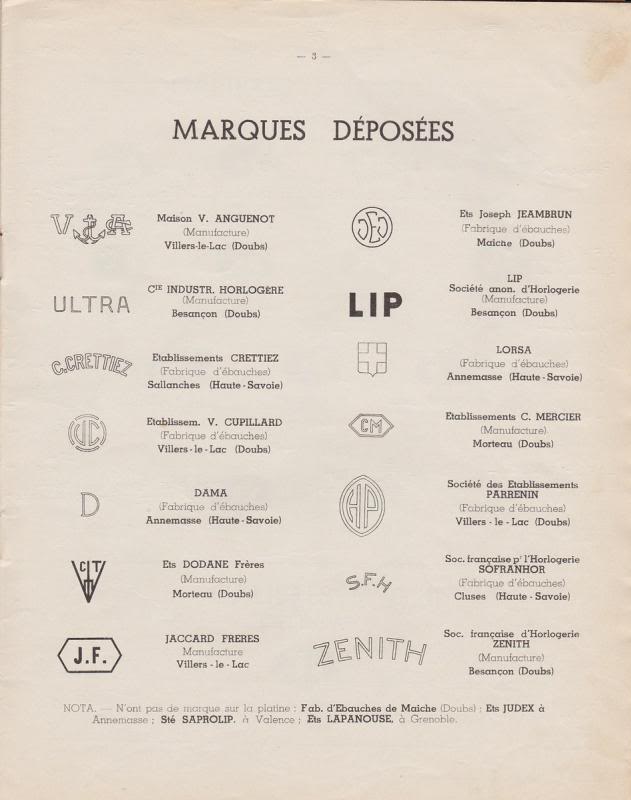 — 3 —
MARQUES DÉPOSÉES
V A
Maison V. ANGUENOT
(Manufacture)
Villers-le-Lac (Doubs)
ULTRA
CIE INDUSTR. HORLOGÈRE
(Manufacture)
Besançon (Doubs)
C.CRETTIEZ
Etablissements CRETTIEZ
(Fabrique d'ébauches)
Sallanches (Haute-Savoie)
VC
Etablissem. V. CUPILLARD
(Fabrique d'ébauches)
Villers - le - Lac (Doubs)
D
DAMA
(Fabrique d'ébauches)
Annemasse (Haute-Savoie)
Ets DODANE Frères
(Manufacture)
Morteau (Doubs)
J.F.
JACCARD FRERES
Manufacture
Villers - le - Lac
JEJ
Ets Joseph JEAMBRUN
(Fabrique d'ébauches)
Maîche (Doubs)
LIP
LIP
Société anon. d'Horlogerie
(Manufacture)
Besançon (Doubs)
LORSA
(Fabrique d'ébauches)
Annemasse (Haute - Savoie)
CM
Etablissements C. MERCIER
(Manufacture)
Morteau (Doubs)
HP
Société des Etablissements
PARRENIN
(Fabrique d'ébauches)
Villers - le - Lac (Doubs)
S.F.H
Soc. française pr l'Horlogerie
SOFRANHOR
(Fabrique d'ébauches)
Cluses (Haute - Savoie)
ZENITH
Soc. française d'Horlogerie
ZENITH
(Manufacture)
Besançon (Doubs)
NOTA. — N'ont pas de marque sur la platine : Fab. d'Ebauches de Maiche (Doubs) ; Ets JUDEX à
Annemasse ; Sté SAPROLIP, à Valence ; Ets LAPANOUSE, à Grenoble.